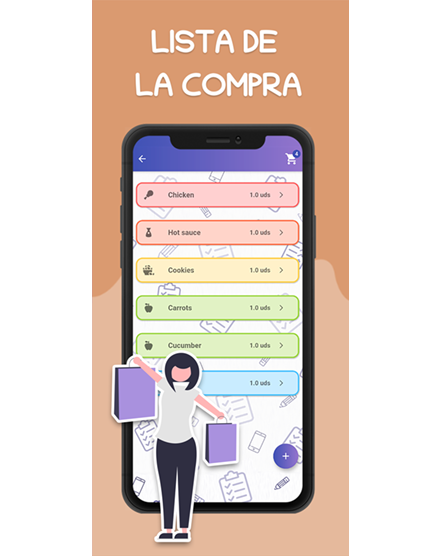 LISTA DE
LA COMPRA
4
Chicken 1.0 uds
Hot sauce 1.0 uds
Cookies 1.0 uds
Carrots 1.0 uds
Cucumber 1.0 uds
1.0 uds